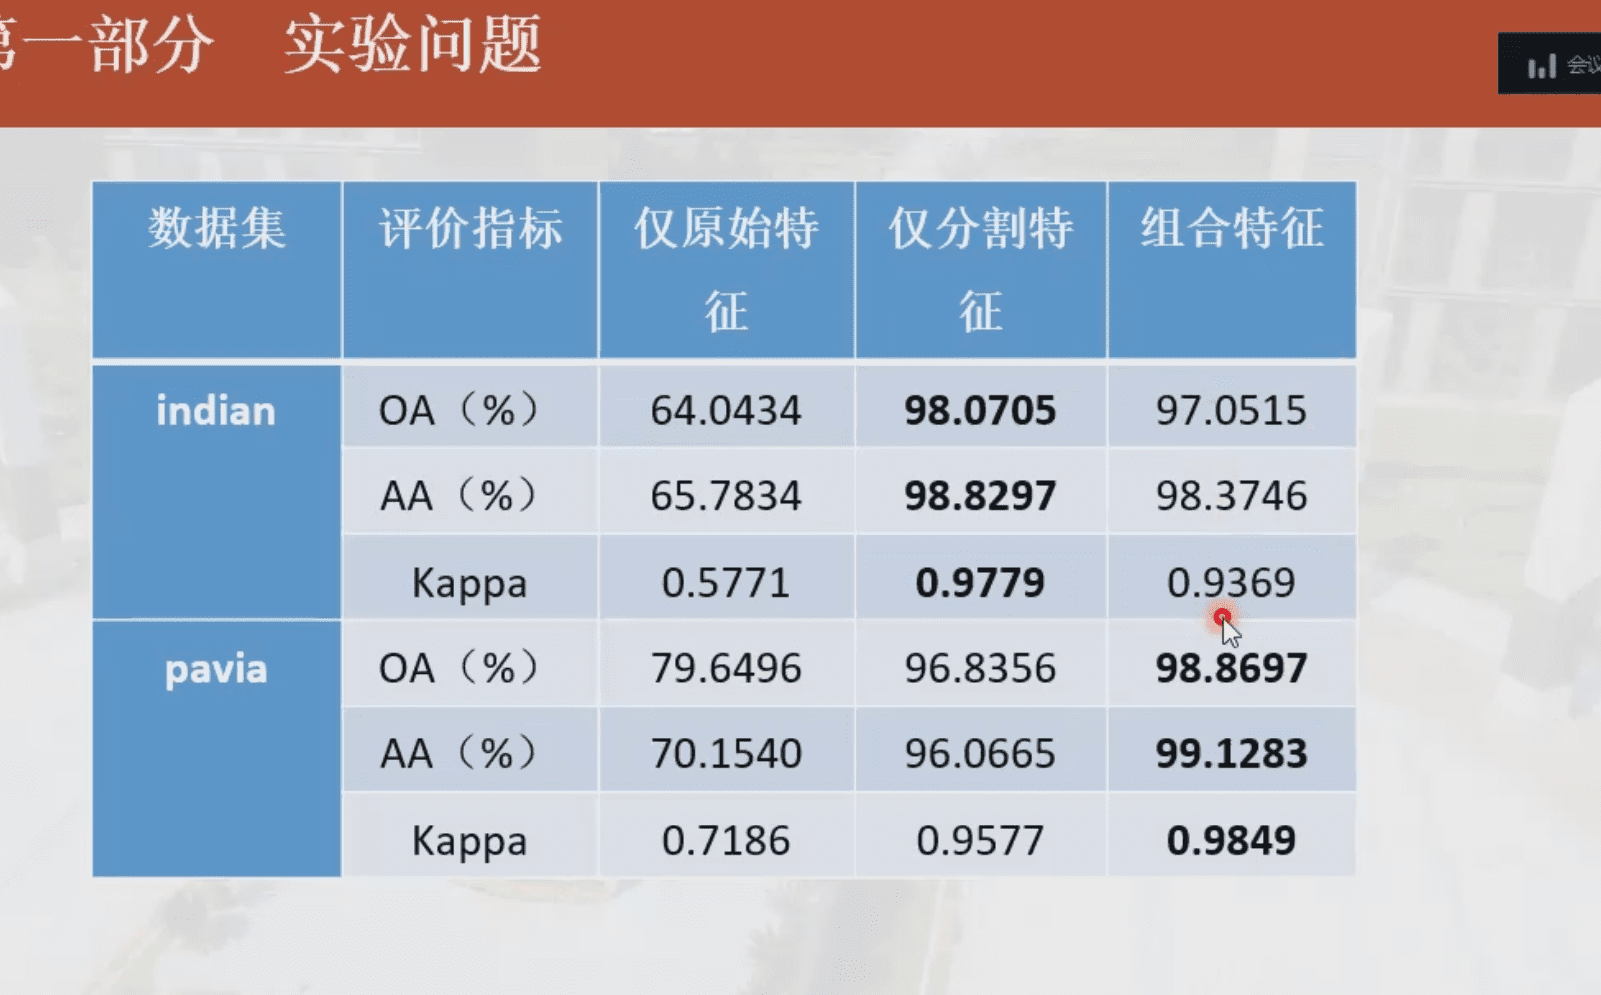 第一部分 实验问题
会议
数据集 评价指标 仅原始特征 仅分割特征 组合特征
indian OA（%） 64.0434 98.0705 97.0515
AA（%） 65.7834 98.8297 98.3746
Kappa 0.5771 0.9779 0.9369
pavia OA（%） 79.6496 96.8356 98.8697
AA（%） 70.1540 96.0665 99.1283
Kappa 0.7186 0.9577 0.9849